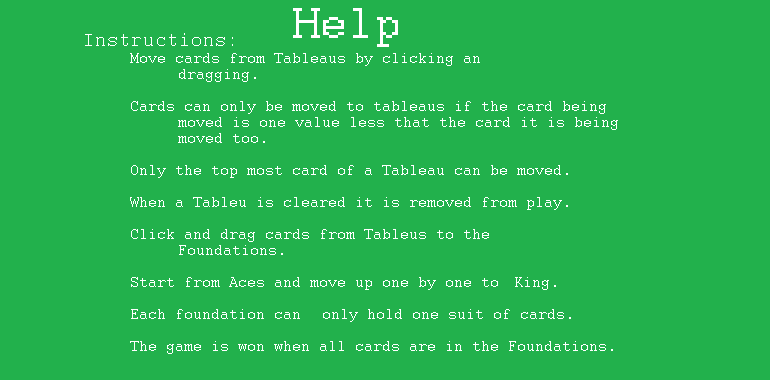 Help
Instructions:
Move cards from Tableaus by clicking an
dragging.
Cards can only be moved to tableaus if the card being
moved is one value less that the card it is being
moved too.
Only the top most card of a Tableau can be moved.
When a Tableu is cleared it is removed from play.
Click and drag cards from Tableus to the
Foundations.
Start from Aces and move up one by one to King.
Each foundation can only hold one suit of cards.
The game is won when all cards are in the Foundations.